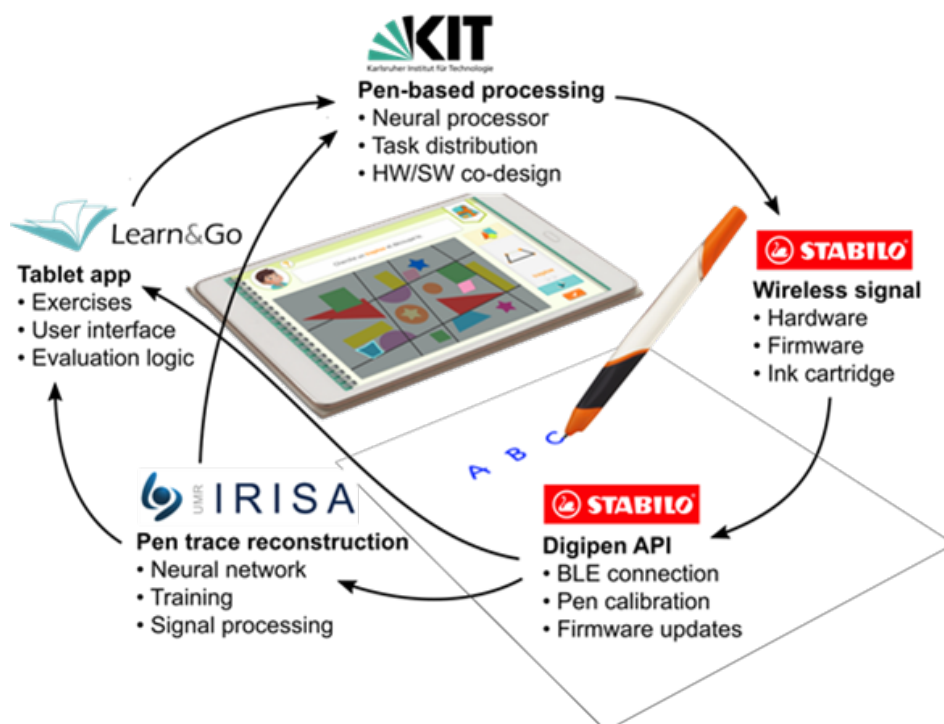 KIT
Karlsruher Institut für Technologie
Pen-based processing
• Neural processor
• Task distribution
• HW/SW co-design
Learn&Go
Tablet app
• Exercises
• User interface
• Evaluation logic
STABILO®
Wireless signal
• Hardware
• Firmware
• Ink cartridge
A B C
UMR IRISA
Pen trace reconstruction
• Neural network
• Training
• Signal processing
STABILO®
Digipen API
• BLE connection
• Pen calibration
• Firmware updates